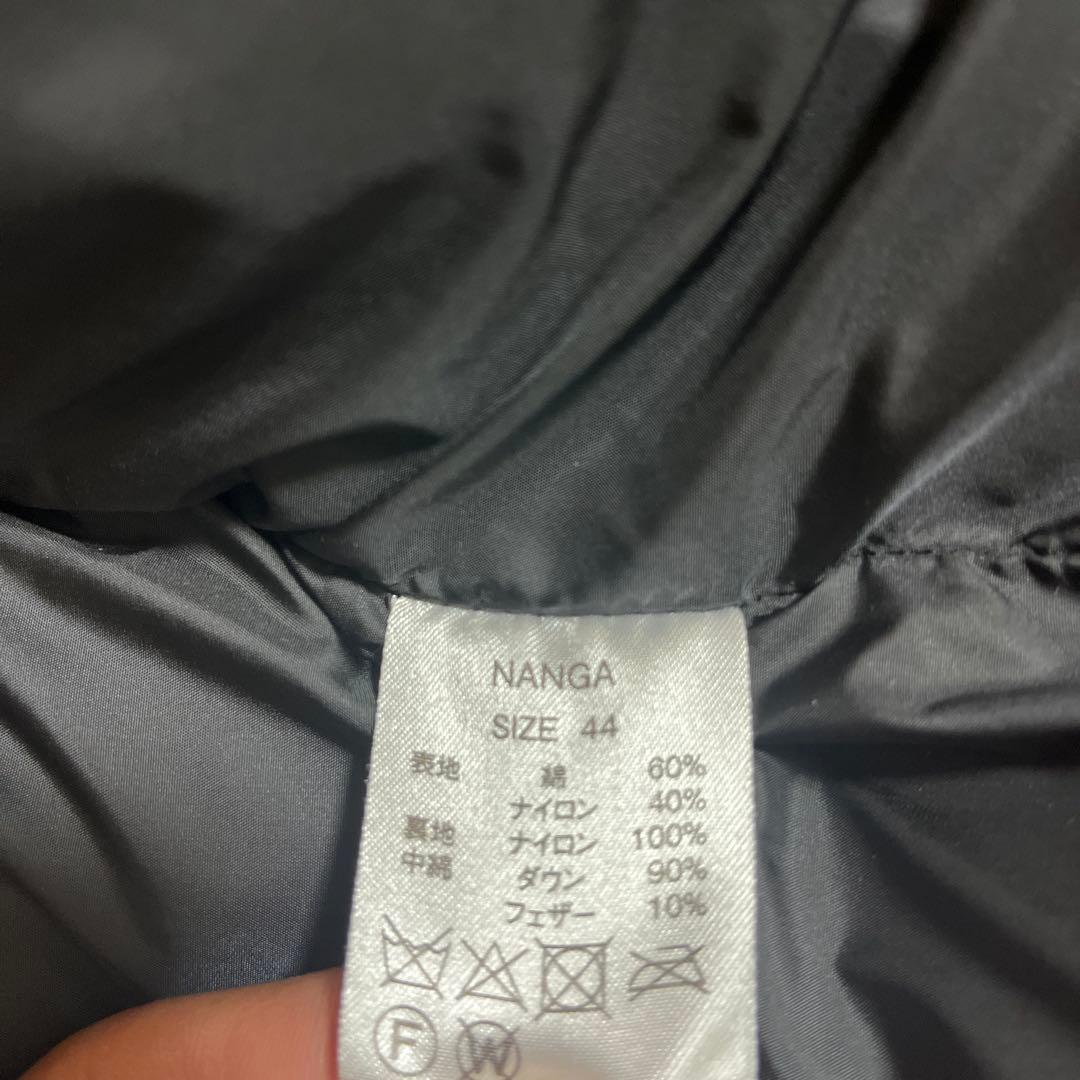 NANGA
SIZE 44
表地 綿 60%
ナイロン 40%
裏地 ナイロン 100%
中綿 ダウン 90%
フェザー 10%
F W